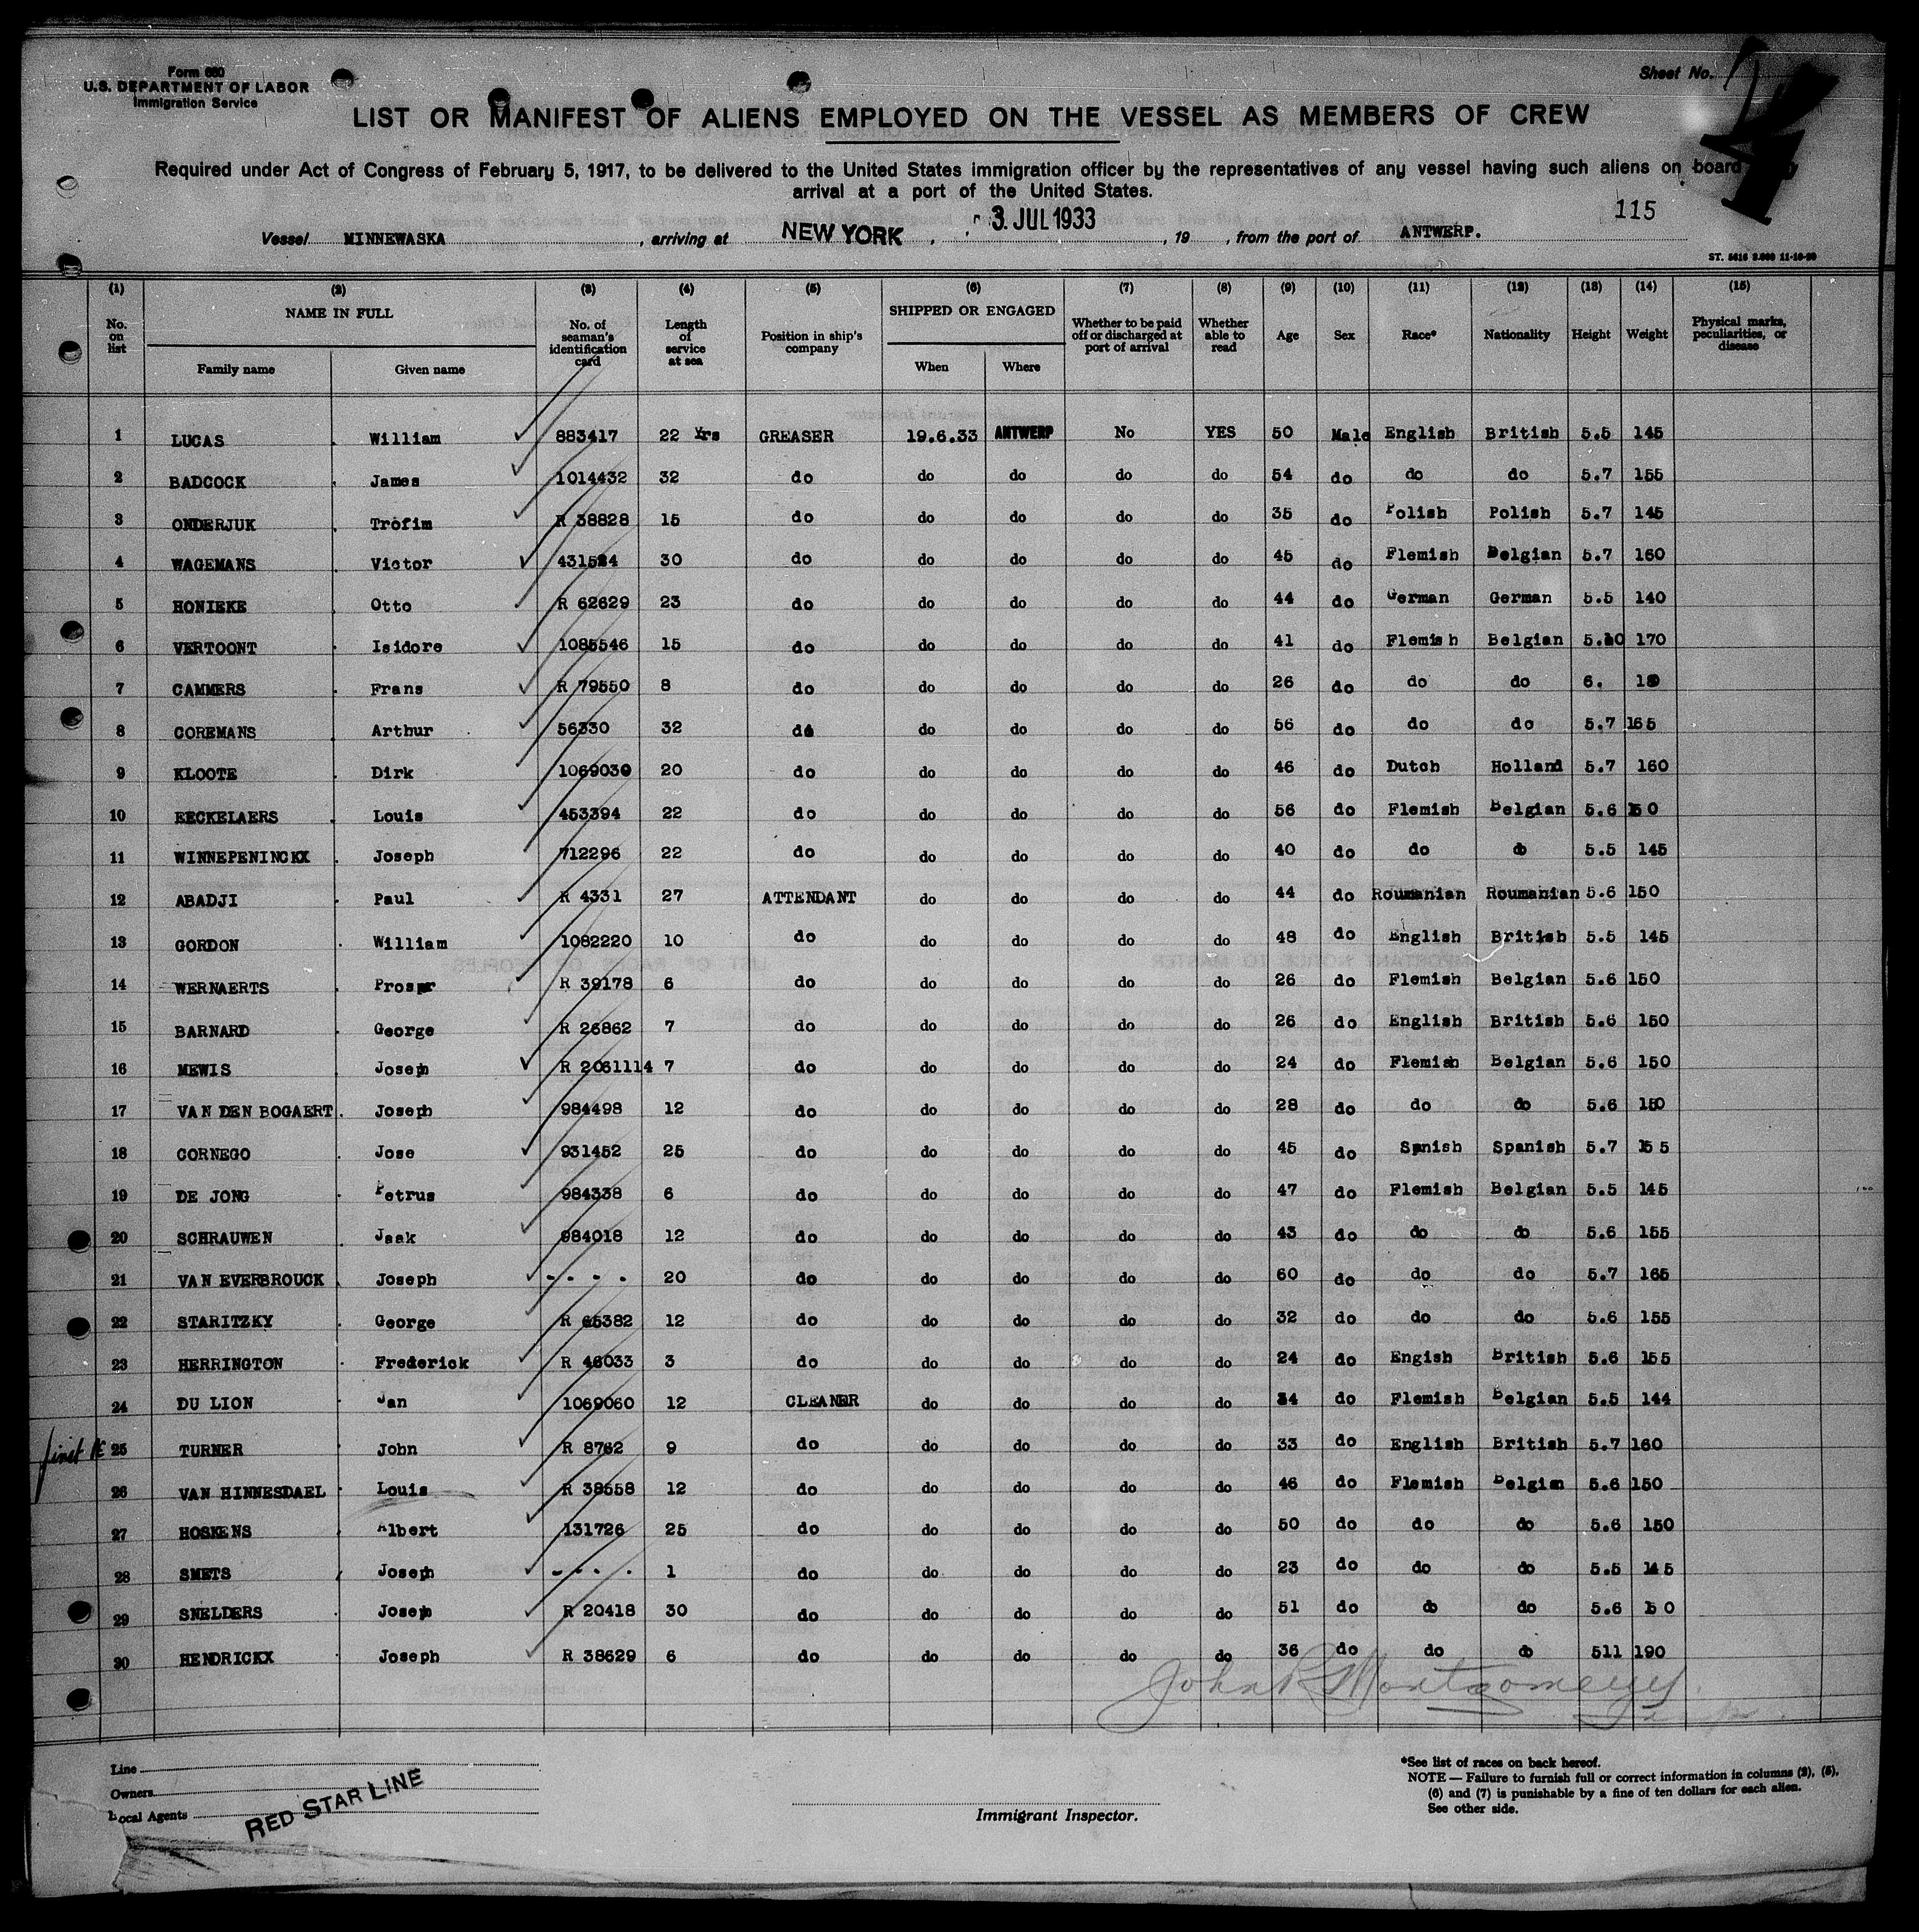 Form 680
U.S. DEPARTMENT OF LABOR
Immigration Service
Sheet No. 4
LIST OR MANIFEST OF ALIENS EMPLOYED ON THE VESSEL AS MEMBERS OF CREW
Required under Act of Congress of February 5, 1917, to be delivered to the United States immigration officer by the representatives of any vessel having such aliens on board
arrival at a port of the United States.
115
Vessel MINNEWASKA , arriving at NEW YORK , 3. JUL 1933 , 19 , from the port of ANTWERP.
ST. 5616 2.000 11-10-30
(1) (2) (3) (4) (5) (6) (7) (8) (9) (10) (11) (12) (13) (14) (15)
No. on list NAME IN FULL Family name Given name No. of seaman's identification card Length of service at sea Position in ship's company SHIPPED OR ENGAGED When Where Whether to be paid off or discharged at port of arrival Whether able to read Age Sex Race* Nationality Height Weight Physical marks, peculiarities, or disease
1 LUCAS William 883417 22 Yrs GREASER 19.6.33 ANTWERP No YES 50 Male English British 5.5 145
2 BADCOCK James 1014432 32 do do do do do 54 do do do 5.7 155
3 ONDERJUK Trofim R 38828 15 do do do do do 35 do Polish Polish 5.7 145
4 WAGEMANS Victor 431524 30 do do do do do 45 do Flemish Belgian 5.7 160
5 HONIEKE Otto R 62629 23 do do do do do 44 do German German 5.5 140
6 VERTOONT Isidore 1085546 15 do do do do do 41 do Flemish Belgian 5.10 170
7 CAMMERS Frans R 79550 8 do do do do do 26 do do do 6.
8 COREMANS Arthur 56330 32 do do do do do 56 do do do 5.7 165
9 KLOOTE Dirk 1069030 20 do do do do do 46 do Dutch Holland 5.7 160
10 EECKELAERS Louis 453394 22 do do do do do 56 do Flemish Belgian 5.6 150
11 WINNEPENINCKX Joseph 712296 22 do do do do do 40 do do do 5.5 145
12 ABADJI Paul R 4331 27 ATTENDANT do do do do 44 do Roumanian Roumanian 5.6 150
13 GORDON William 1082220 10 do do do do do 48 do English British 5.5 145
14 WERNAERTS Prosper R 39178 6 do do do do do 26 do Flemish Belgian 5.6 150
15 BARNARD George R 26862 7 do do do do do 26 do English British 5.6 150
16 MEWIS Joseph R 2061114 7 do do do do do 24 do Flemish Belgian 5.6 150
17 VAN DEN BOGAERT Joseph 984498 12 do do do do do 28 do do do 5.6 150
18 CORNEGO Jose 931452 25 do do do do do 45 do Spnish Spanish 5.7 155
19 DE JONG Petrus 984338 6 do do do do do 47 do Flemish Belgian 5.5 145
20 SCHRAUWEN Jaak 984018 12 do do do do do 43 do do do 5.6 155
21 VAN EVERBROUCK Joseph - - - - 20 do do do do do 60 do do do 5.7 165
22 STARITZKY George R 65382 12 do do do do do 32 do do do 5.6 155
23 HERRINGTON Frederick R 46033 3 do do do do do 24 do Engish British 5.6 155
24 DU LION Jan 1069060 12 CLEANER do do do do 34 do Flemish Belgian 5.5 144
25 TURNER John R 8762 9 do do do do do 33 do English British 5.7 160
26 VAN HINNESDAEL Louis R 38558 12 do do do do do 46 do Flemish Belgian 5.6 150
27 HOSKENS Albert 131726 25 do do do do do 50 do do do 5.6 150
28 SMETS Joseph - - - - 1 do do do do do 23 do do do 5.5 145
29 SNELDERS Joseph R 20418 30 do do do do do 51 do do do 5.6 150
30 HENDRICKX Joseph R 38629 6 do do do do do 36 do do do 511 190
John R Montgomery
Line
Owners
Local Agents
RED STAR LINE
Immigrant Inspector.
*See list of races on back hereof.
NOTE — Failure to furnish full or correct information in columns (2), (5),
(6) and (7) is punishable by a fine of ten dollars for each alien.
See other side.